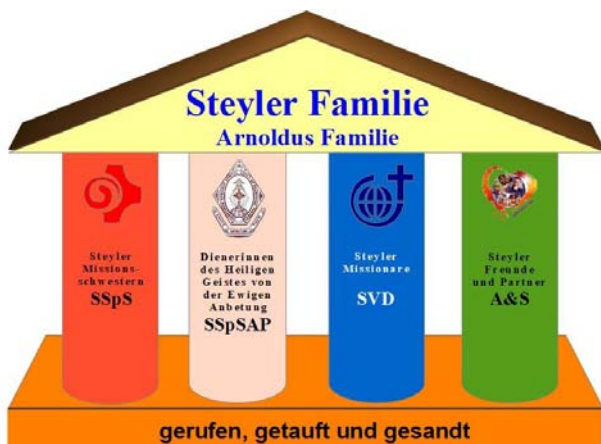 Steyler Familie
Arnoldus Familie
Steyler
Missions-
schwestern
SSpS
Dienerinnen
des Heiligen
Geistes von
der Ewigen
Anbetung
SSpSAP
Steyler
Missionare
SVD
Steyler
Freunde
und Partner
A&S
gerufen, getauft und gesandt